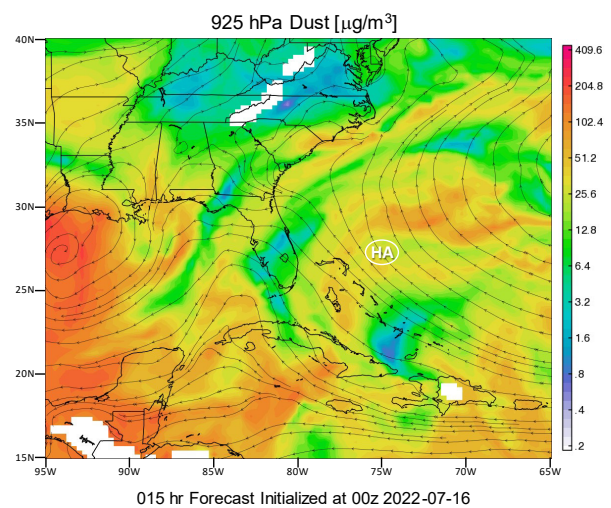 925 hPa Dust [μg/m³]
40N
35N
30N
25N
20N
15N
95W 90W 85W 80W 75W 70W 65W
HA
409.6
204.8
102.4
51.2
25.6
12.8
6.4
3.2
1.6
.8
.4
.2
015 hr Forecast Initialized at 00z 2022-07-16